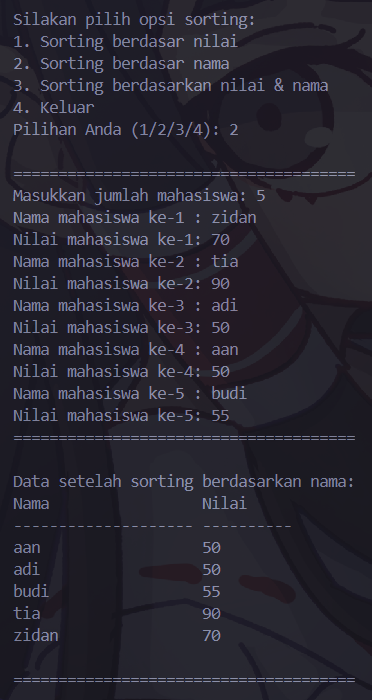 Silakan pilih opsi sorting:
1. Sorting berdasar nilai
2. Sorting berdasar nama
3. Sorting berdasarkan nilai & nama
4. Keluar
Pilihan Anda (1/2/3/4): 2
======================================
Masukkan jumlah mahasiswa: 5
Nama mahasiswa ke-1 : zidan
Nilai mahasiswa ke-1: 70
Nama mahasiswa ke-2 : tia
Nilai mahasiswa ke-2: 90
Nama mahasiswa ke-3 : adi
Nilai mahasiswa ke-3: 50
Nama mahasiswa ke-4 : aan
Nilai mahasiswa ke-4: 50
Nama mahasiswa ke-5 : budi
Nilai mahasiswa ke-5: 55
======================================
Data setelah sorting berdasarkan nama:
Nama                 Nilai
-------------------- ----------
aan                  50
adi                  50
budi                 55
tia                  90
zidan                70
======================================